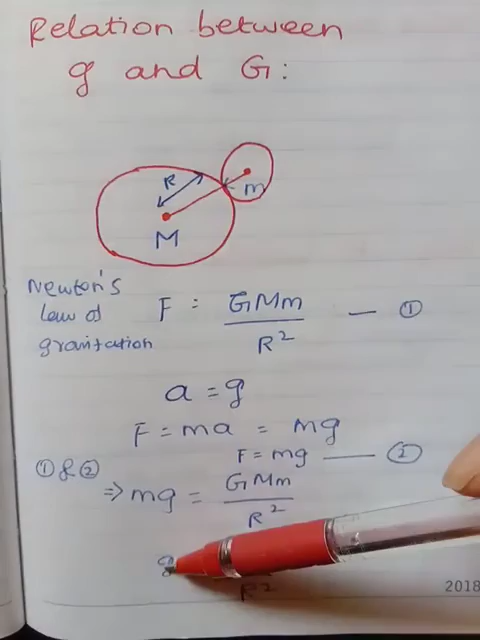 Relation between
g and G:
R
m
M
Newton's
law of
gravitation
F = GMm / R² — ①
a = g
F = ma = mg
F = mg — ②
① & ②
⇒ mg = GMm / R²
g
R²
2018